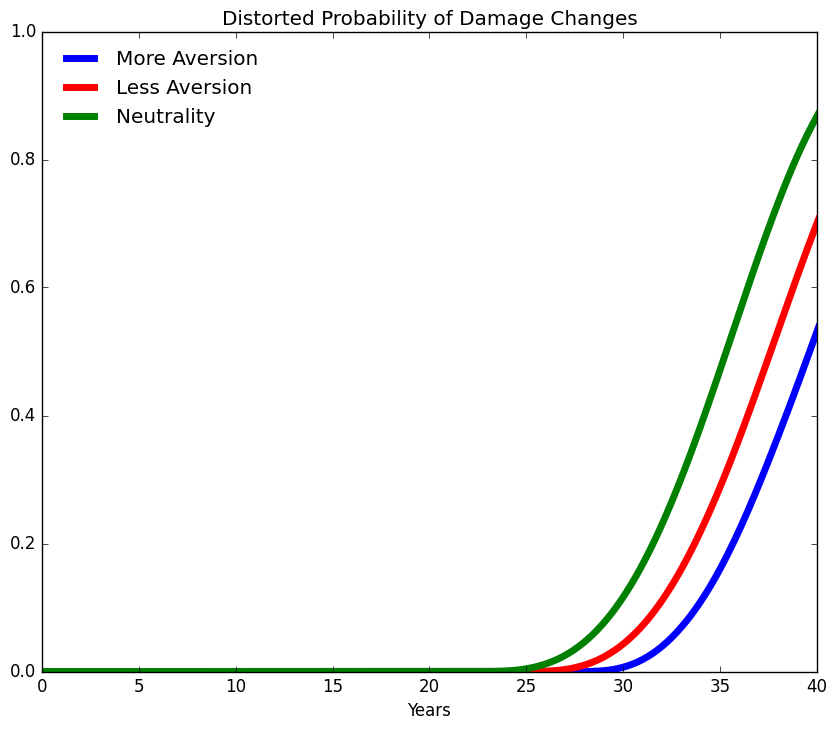 Distorted Probability of Damage Changes
More Aversion
Less Aversion
Neutrality
1.0
0.8
0.6
0.4
0.2
0.0
0 5 10 15 20 25 30 35 40
Years